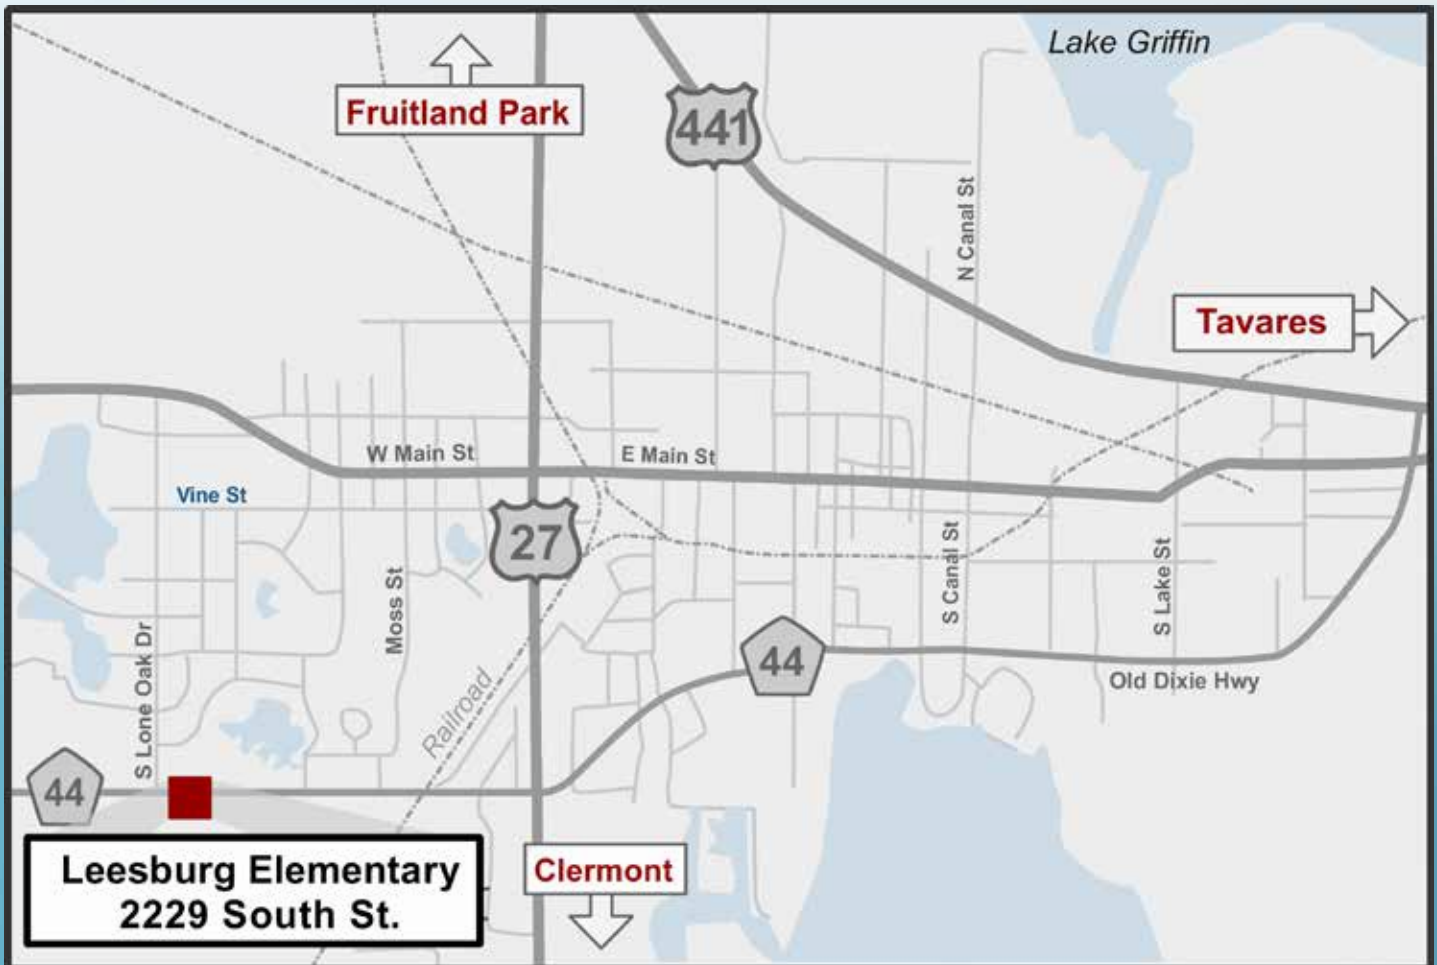 Lake Griffin
Fruitland Park
441
N Canal St
Tavares
W Main St
E Main St
Vine St
27
S Canal St
S Lake St
Moss St
S Lone Oak Dr
44
Old Dixie Hwy
Railroad
44
Leesburg Elementary
2229 South St.
Clermont